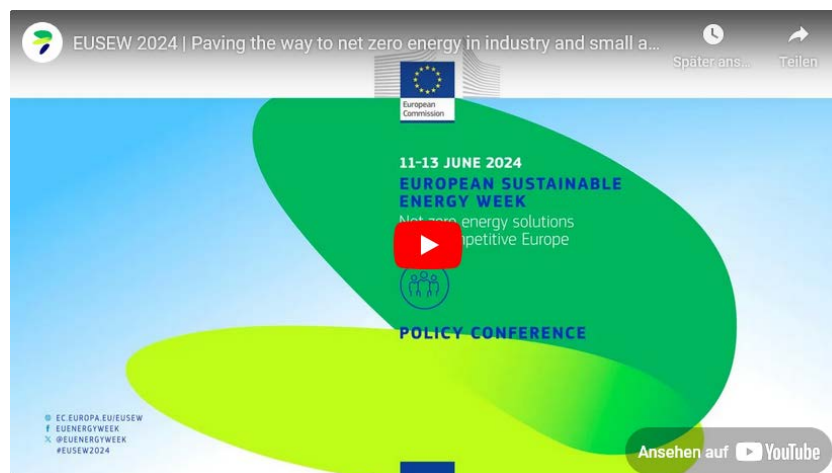 EUSEW 2024 | Paving the way to net zero energy in industry and small a...
Später ans...
Teilen
European
Commission
11-13 JUNE 2024
EUROPEAN SUSTAINABLE
ENERGY WEEK
Net zero energy solutions
Europe
POLICY CONFERENCE
EC.EUROPA.EU/EUSEW
EUENERGYWEEK
@EUENERGYWEEK
#EUSEW2024
Ansehen auf YouTube